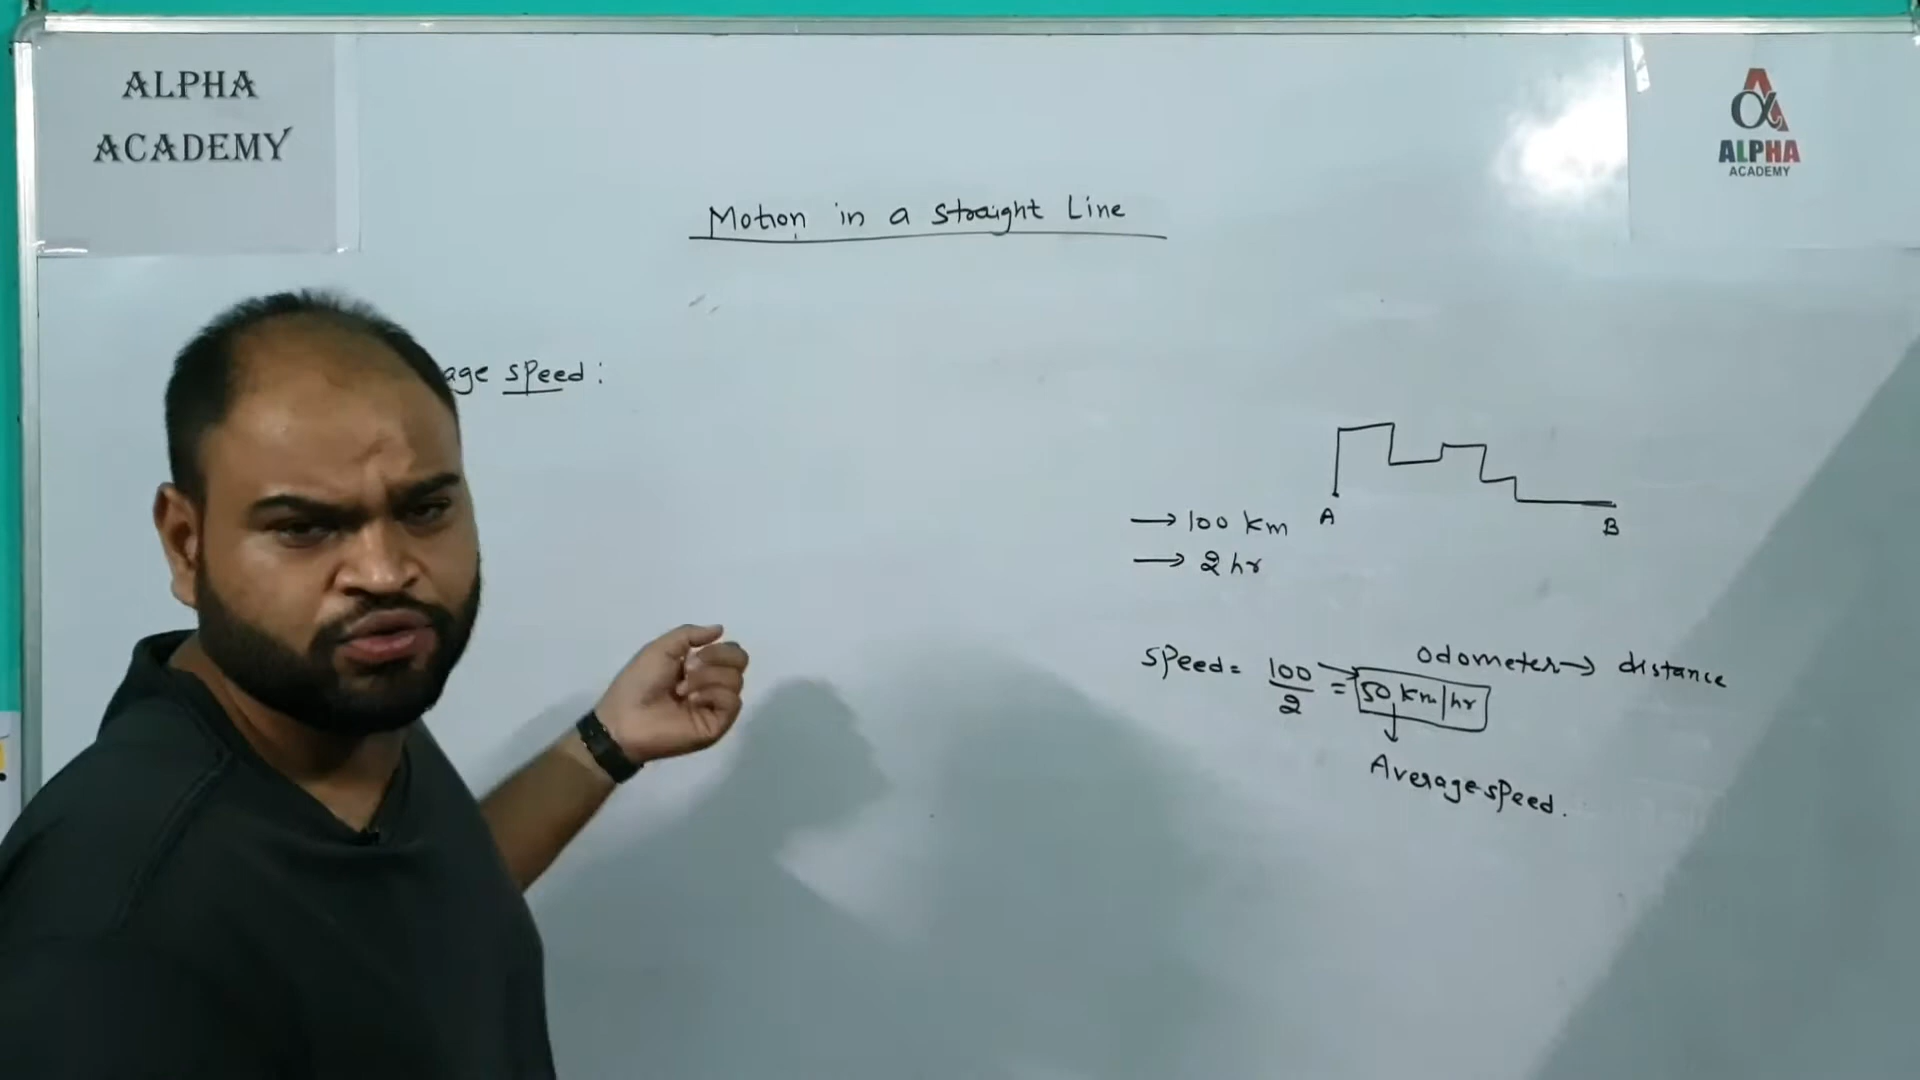 ALPHA
ACADEMY
ALPHA
ACADEMY
Motion in a Straight Line
age speed :
A
B
→ 100 km
→ 2 hr
odometer → distance
Speed = 100/2 = 50 km/hr
Average speed.